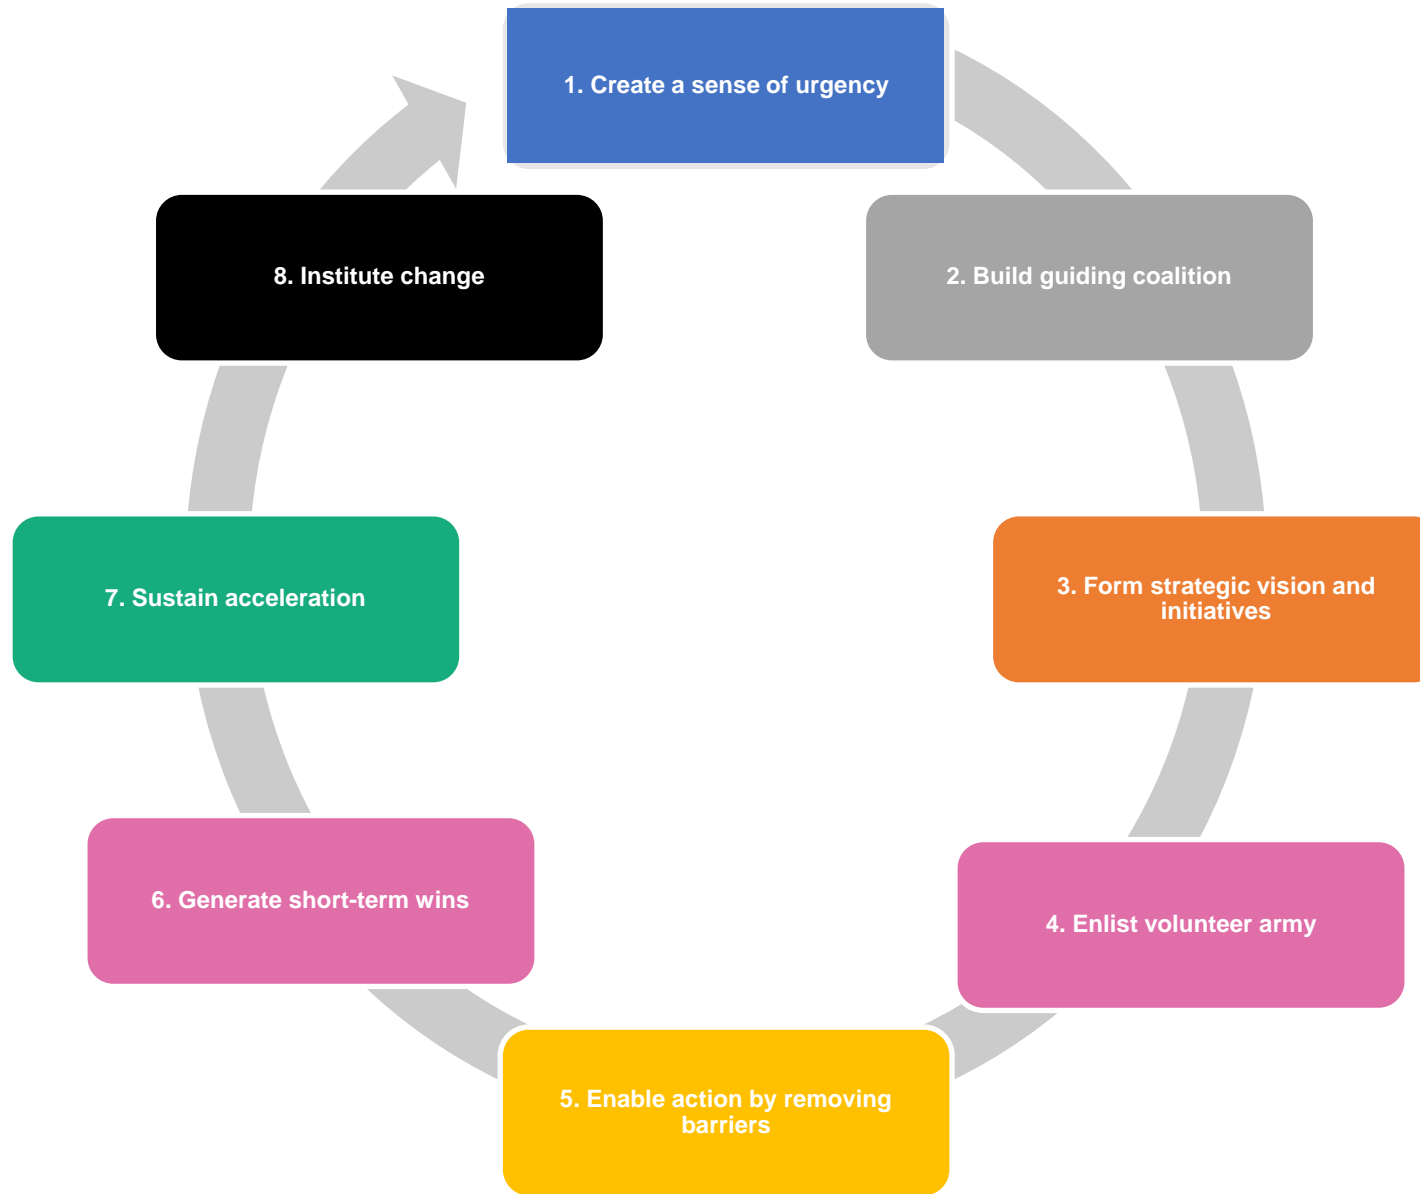 1. Create a sense of urgency
2. Build guiding coalition
3. Form strategic vision and
initiatives
4. Enlist volunteer army
5. Enable action by removing
barriers
6. Generate short-term wins
7. Sustain acceleration
8. Institute change